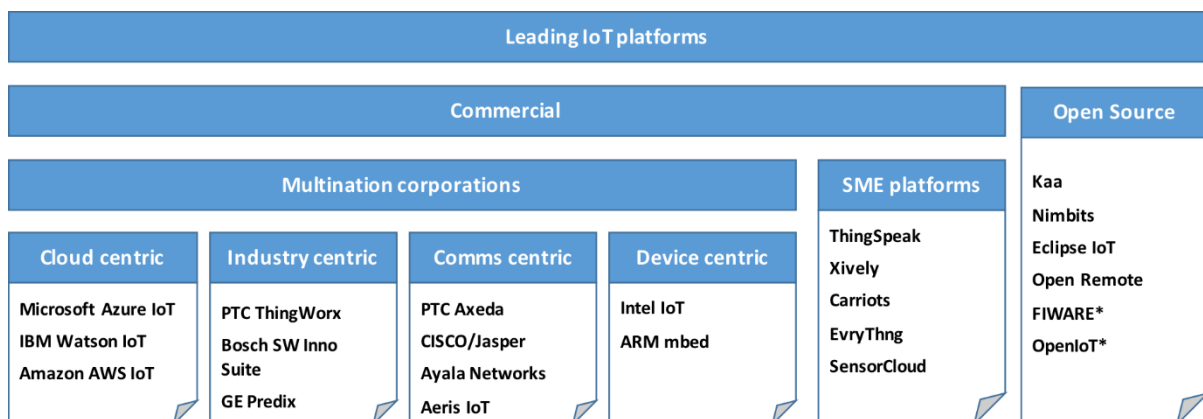 Leading IoT platforms
Commercial
Open Source
Multination corporations
SME platforms
Cloud centric
Industry centric
Comms centric
Device centric
Microsoft Azure IoT
IBM Watson IoT
Amazon AWS IoT
PTC ThingWorx
Bosch SW Inno
Suite
GE Predix
PTC Axeda
CISCO/Jasper
Ayala Networks
Aeris IoT
Intel IoT
ARM mbed
ThingSpeak
Xively
Carriots
EvryThng
SensorCloud
Kaa
Nimbits
Eclipse IoT
Open Remote
FIWARE*
OpenIoT*